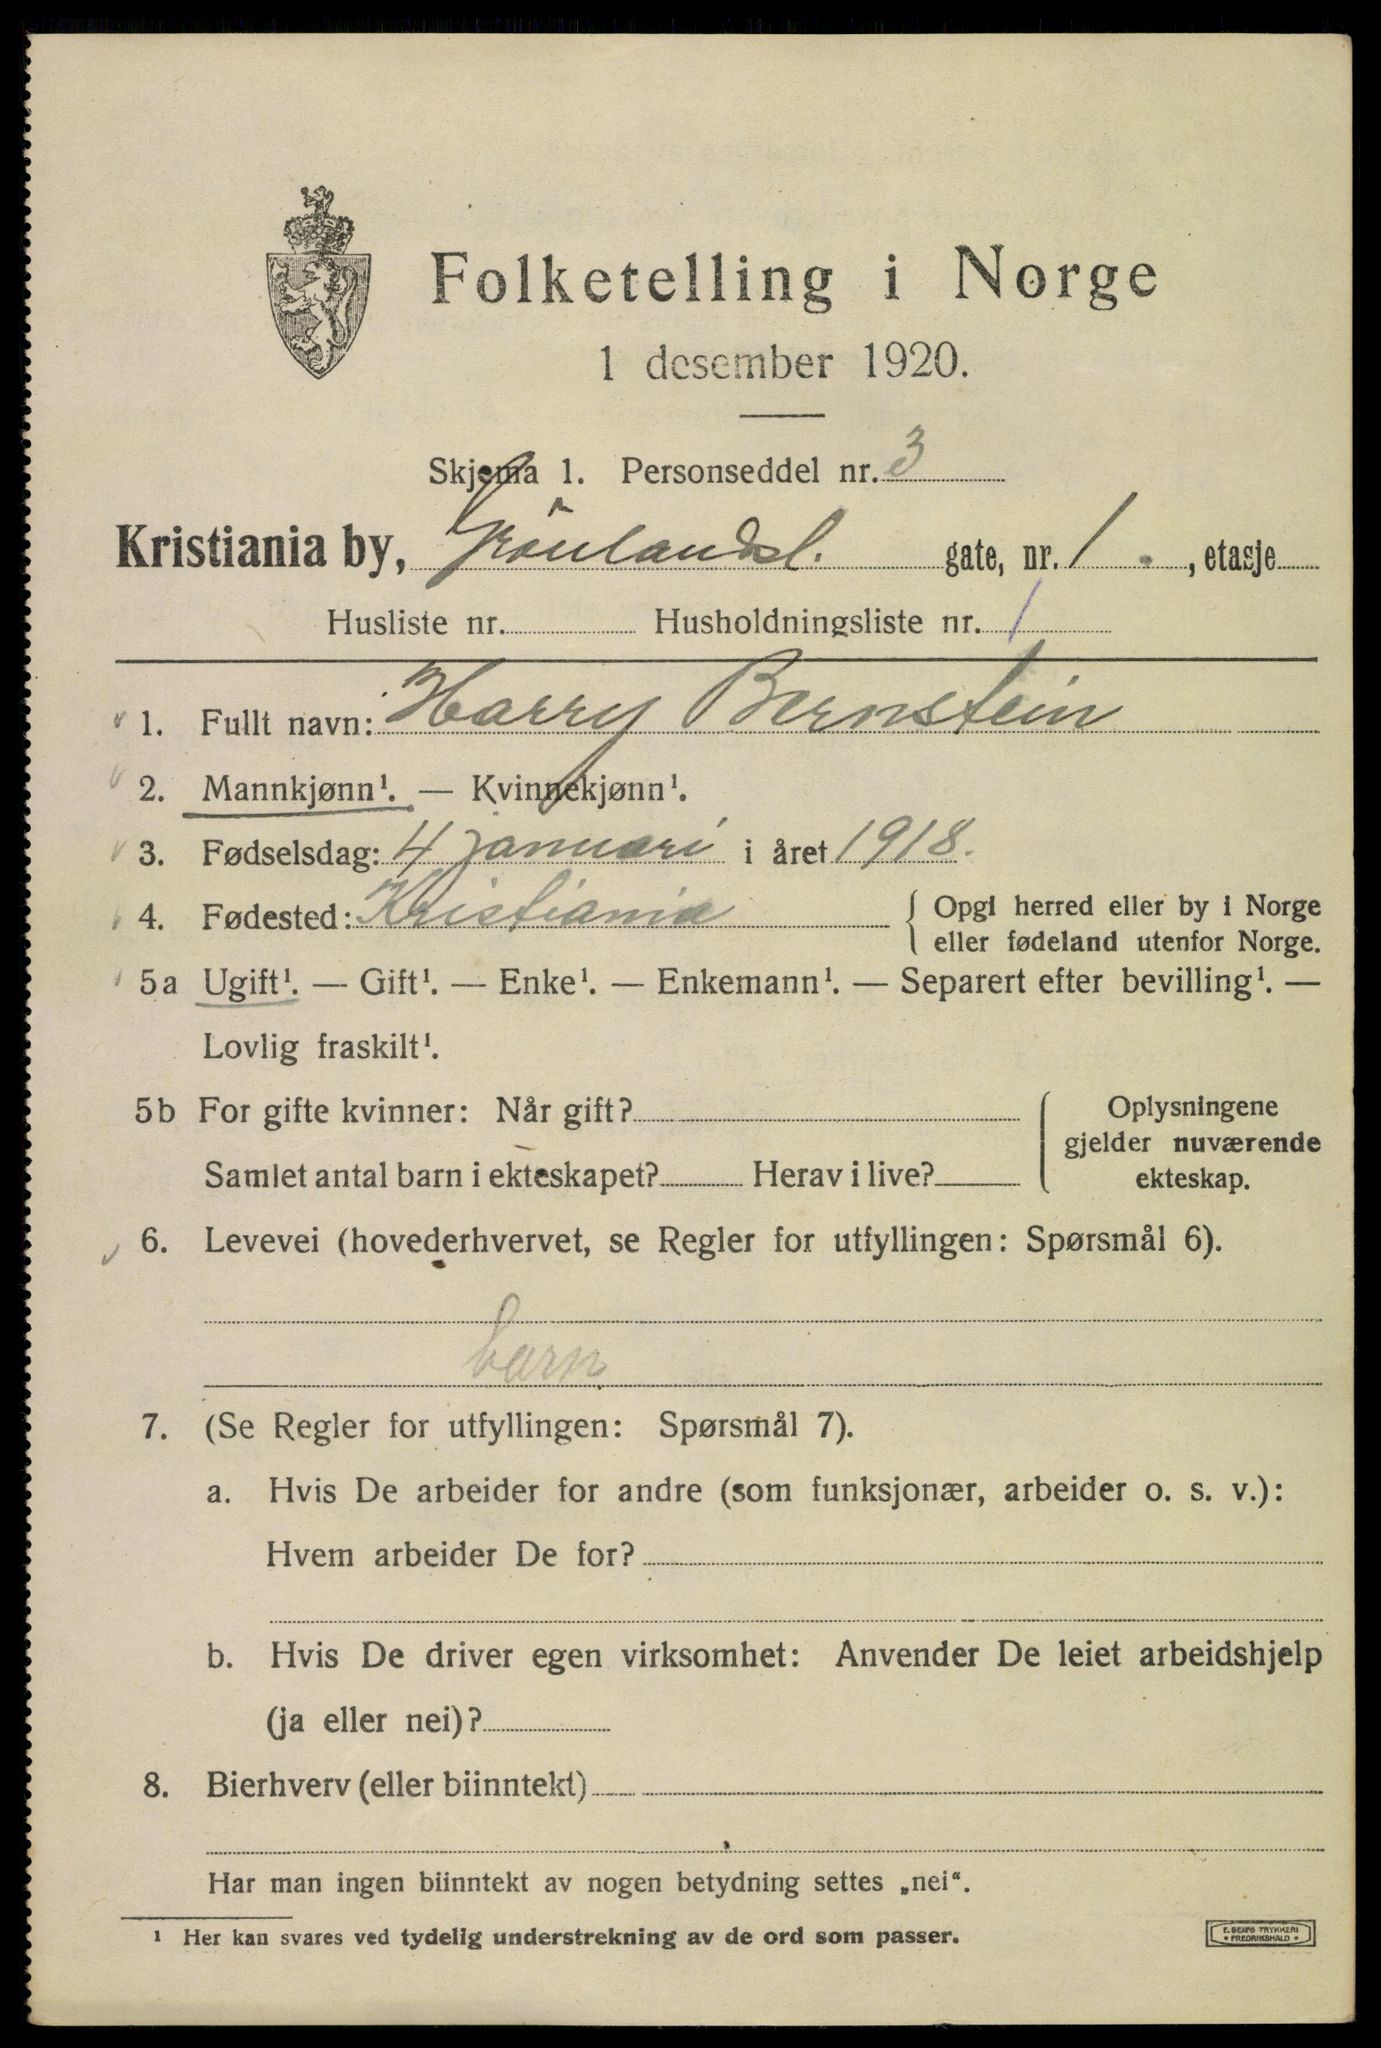 Folketelling i Norge
1 desember 1920.
Skjema 1. Personseddel nr. 3
Kristiania by, Grönlandsl. gate, nr. 1 . , etasje
Husliste nr. Husholdningsliste nr. 1
1. Fullt navn: Harry Bernstein
2. Mannkjønn¹. — Kvinnekjønn¹.
3. Fødselsdag: 4 januari i året 1918.
4. Fødested: Kristiania { Opgi herred eller by i Norge
eller fødeland utenfor Norge.
5a Ugift¹. — Gift¹. — Enke¹. — Enkemann¹. — Separert efter bevilling¹. —
Lovlig fraskilt¹.
5b For gifte kvinner: Når gift? { Oplysningene
gjelder nuværende
Samlet antal barn i ekteskapet? Herav i live? ekteskap.
6. Levevei (hovederhvervet, se Regler for utfyllingen: Spørsmål 6).
barn
7. (Se Regler for utfyllingen: Spørsmål 7).
a. Hvis De arbeider for andre (som funksjonær, arbeider o. s. v.):
Hvem arbeider De for?
b. Hvis De driver egen virksomhet: Anvender De leiet arbeidshjelp
(ja eller nei)?
8. Bierhverv (eller biinntekt)
Har man ingen biinntekt av nogen betydning settes „nei“.
¹ Her kan svares ved tydelig understrekning av de ord som passer.
E. SEMS TRYKKERI
* FREDRIKSHALD *